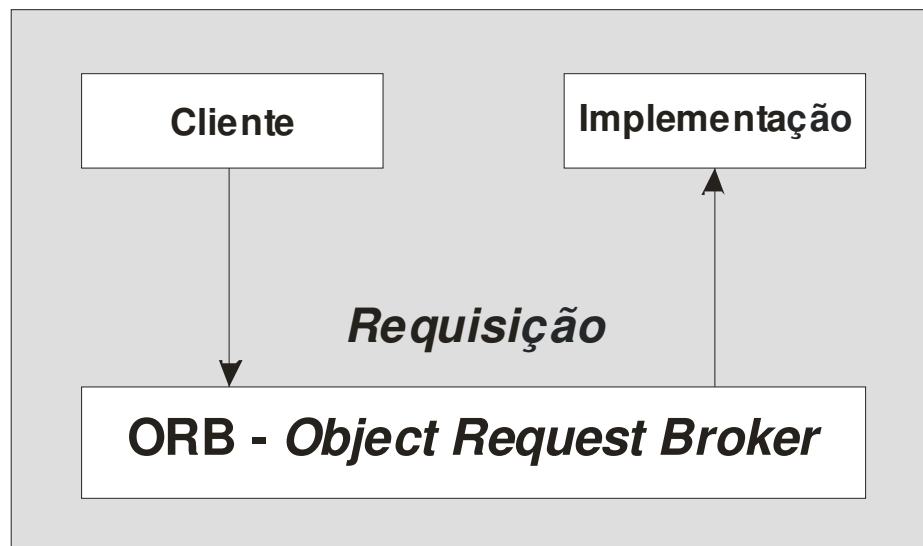 Cliente
Implementação
Requisição
ORB - Object Request Broker